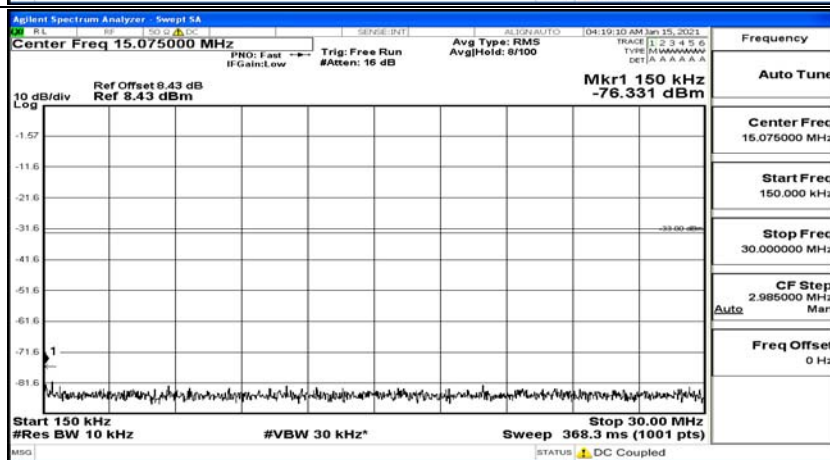 Agilent Spectrum Analyzer - Swept SA
RL RF 50 Ω DC SENSE:INT ALIGN AUTO 04:19:10 AM Jan 15, 2021
Center Freq 15.075000 MHz
PNO: Fast
IFGain:Low
Trig: Free Run
#Atten: 16 dB
Avg Type: RMS
Avg|Hold: 8/100
TRACE 1 2 3 4 5 6
TYPE M WWWWW
DET A A A A A A
Mkr1 150 kHz
-76.331 dBm
Ref Offset 8.43 dB
Ref 8.43 dBm
10 dB/div
Log
-1.57
-11.6
-21.6
-31.6
-33.00 dBm
-41.6
-51.6
-61.6
-71.6
1
-81.6
Start 150 kHz
Stop 30.00 MHz
#Res BW 10 kHz
#VBW 30 kHz*
Sweep 368.3 ms (1001 pts)
MSG
STATUS DC Coupled
Frequency
Auto Tune
Center Freq
15.075000 MHz
Start Freq
150.000 kHz
Stop Freq
30.000000 MHz
CF Step
2.985000 MHz
Auto Man
Freq Offset
0 Hz